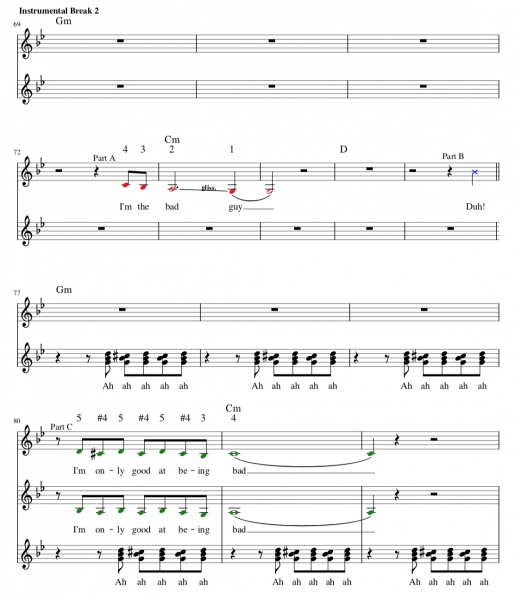 Instrumental Break 2
69 Gm
Cm
72 Part A 4 3 2 1 D Part B
gliss.
I'm the bad guy Duh!
77 Gm
Ah ah ah ah ah Ah ah ah ah ah Ah ah ah ah ah
Cm
80 Part C 5 #4 5 #4 5 #4 3 4
I'm on - ly good at be - ing bad
I'm on - ly good at be - ing bad
Ah ah ah ah ah Ah ah ah ah ah Ah ah ah ah ah